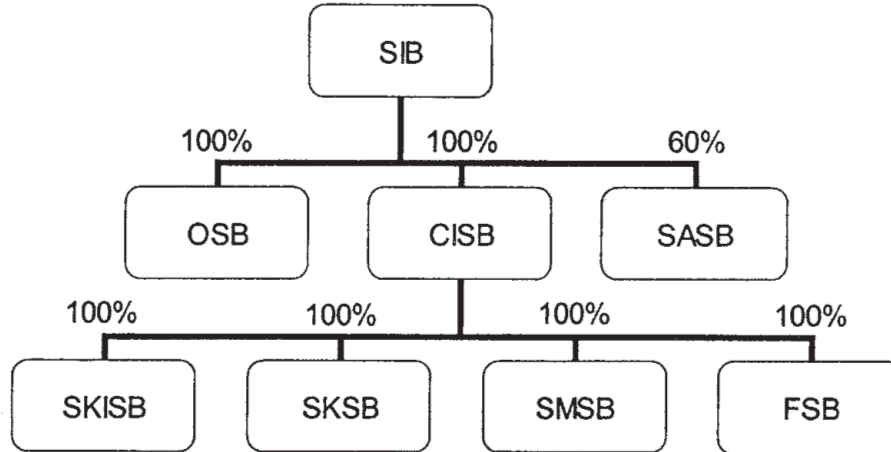 SIB
100% 100% 60%
OSB CISB SASB
100% 100% 100% 100%
SKISB SKSB SMSB FSB